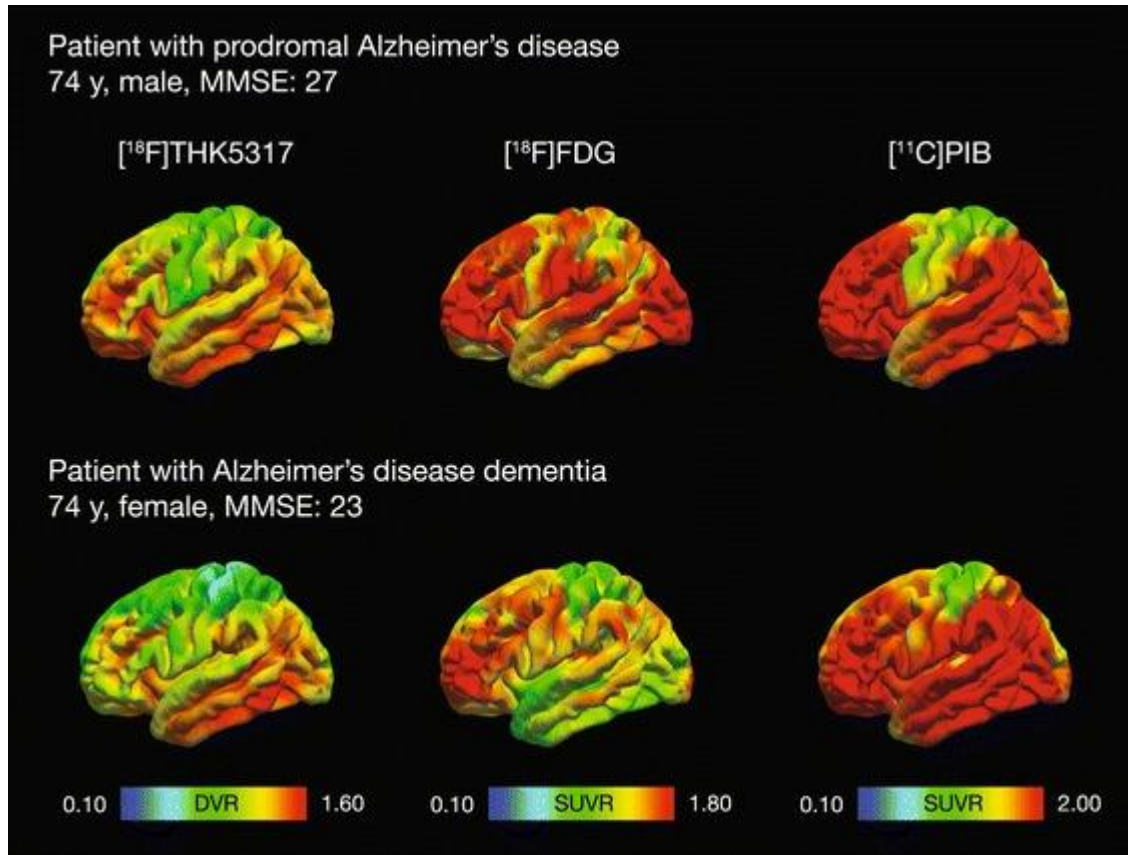 Patient with prodromal Alzheimer's disease
74 y, male, MMSE: 27
[¹⁸F]THK5317 [¹⁸F]FDG [¹¹C]PIB
Patient with Alzheimer's disease dementia
74 y, female, MMSE: 23
0.10 DVR 1.60 0.10 SUVR 1.80 0.10 SUVR 2.00